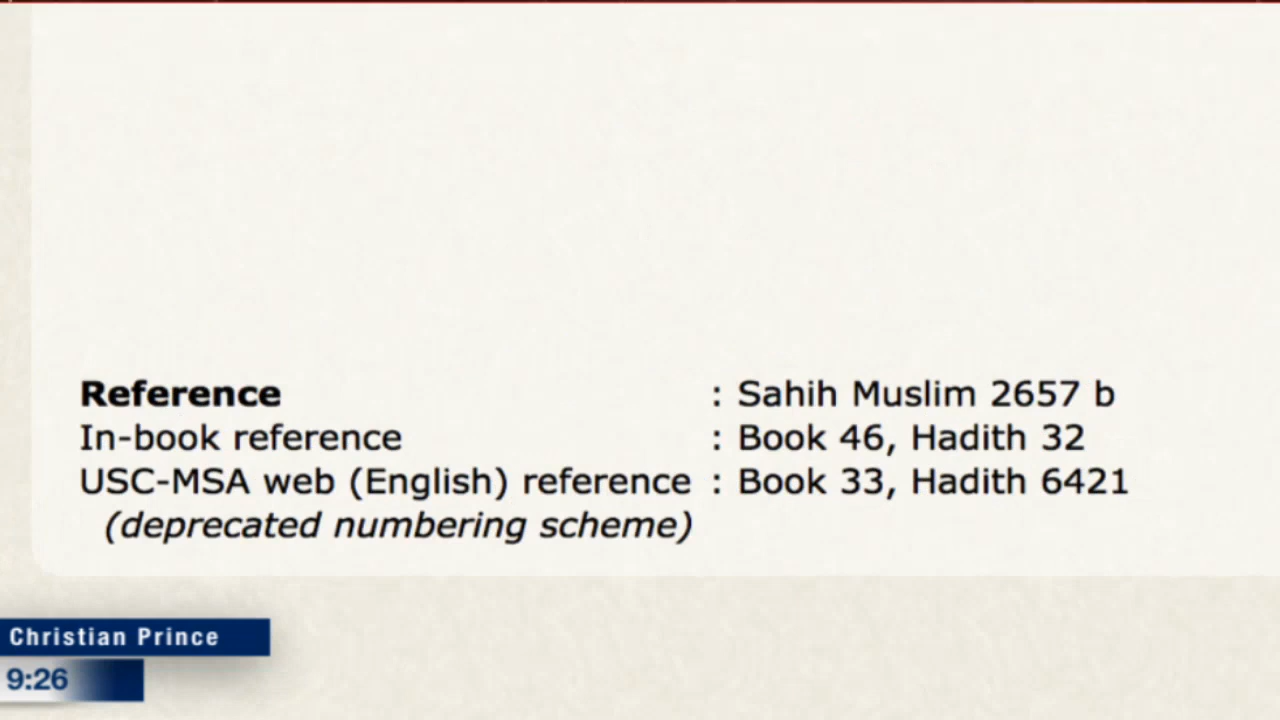 Reference : Sahih Muslim 2657 b
In-book reference : Book 46, Hadith 32
USC-MSA web (English) reference : Book 33, Hadith 6421
(deprecated numbering scheme)
Christian Prince
9:26